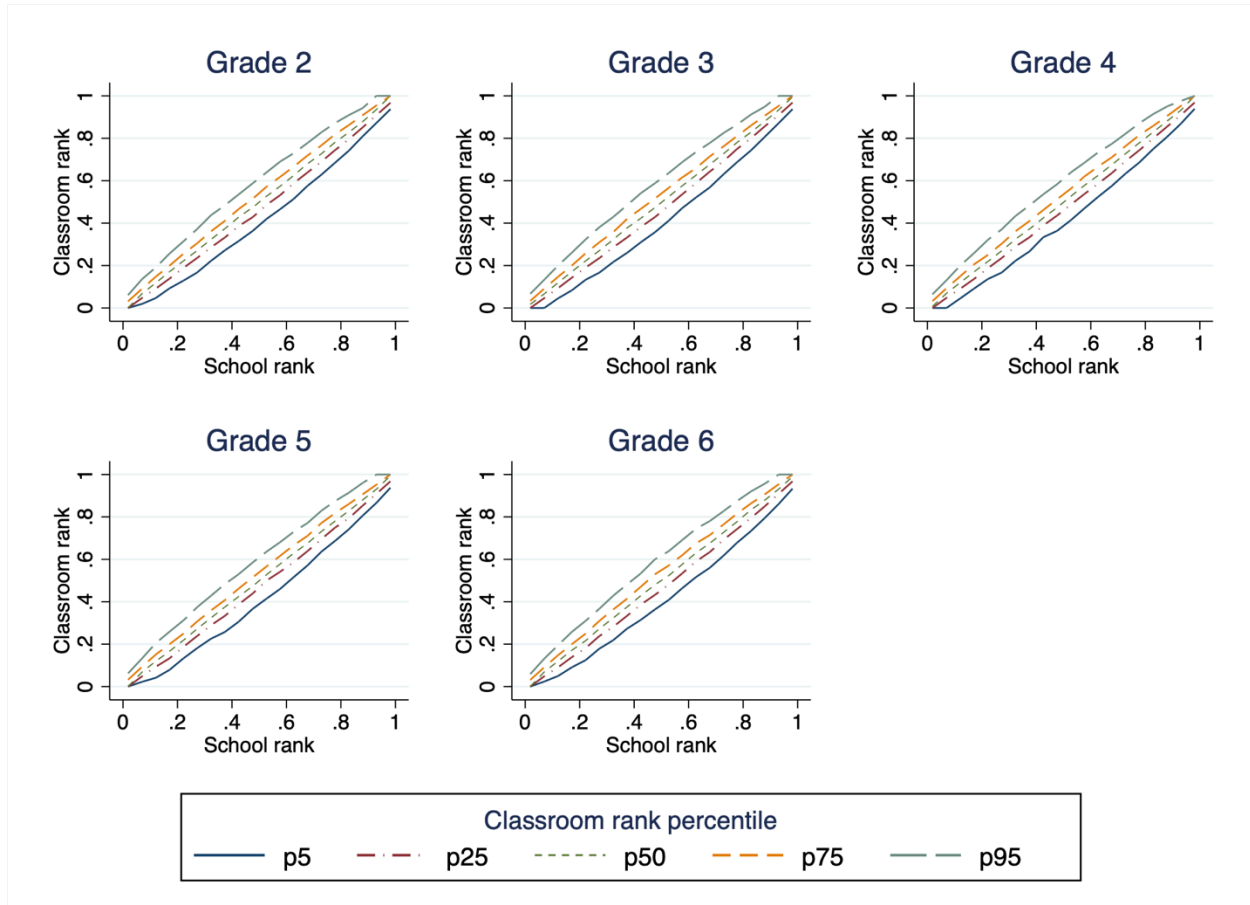 Grade 2
Grade 3
Grade 4
Classroom rank
0 .2 .4 .6 .8 1
0 .2 .4 .6 .8 1
School rank
Classroom rank
0 .2 .4 .6 .8 1
0 .2 .4 .6 .8 1
School rank
Classroom rank
0 .2 .4 .6 .8 1
0 .2 .4 .6 .8 1
School rank
Grade 5
Grade 6
Classroom rank
0 .2 .4 .6 .8 1
0 .2 .4 .6 .8 1
School rank
Classroom rank
0 .2 .4 .6 .8 1
0 .2 .4 .6 .8 1
School rank
Classroom rank percentile
p5 p25 p50 p75 p95